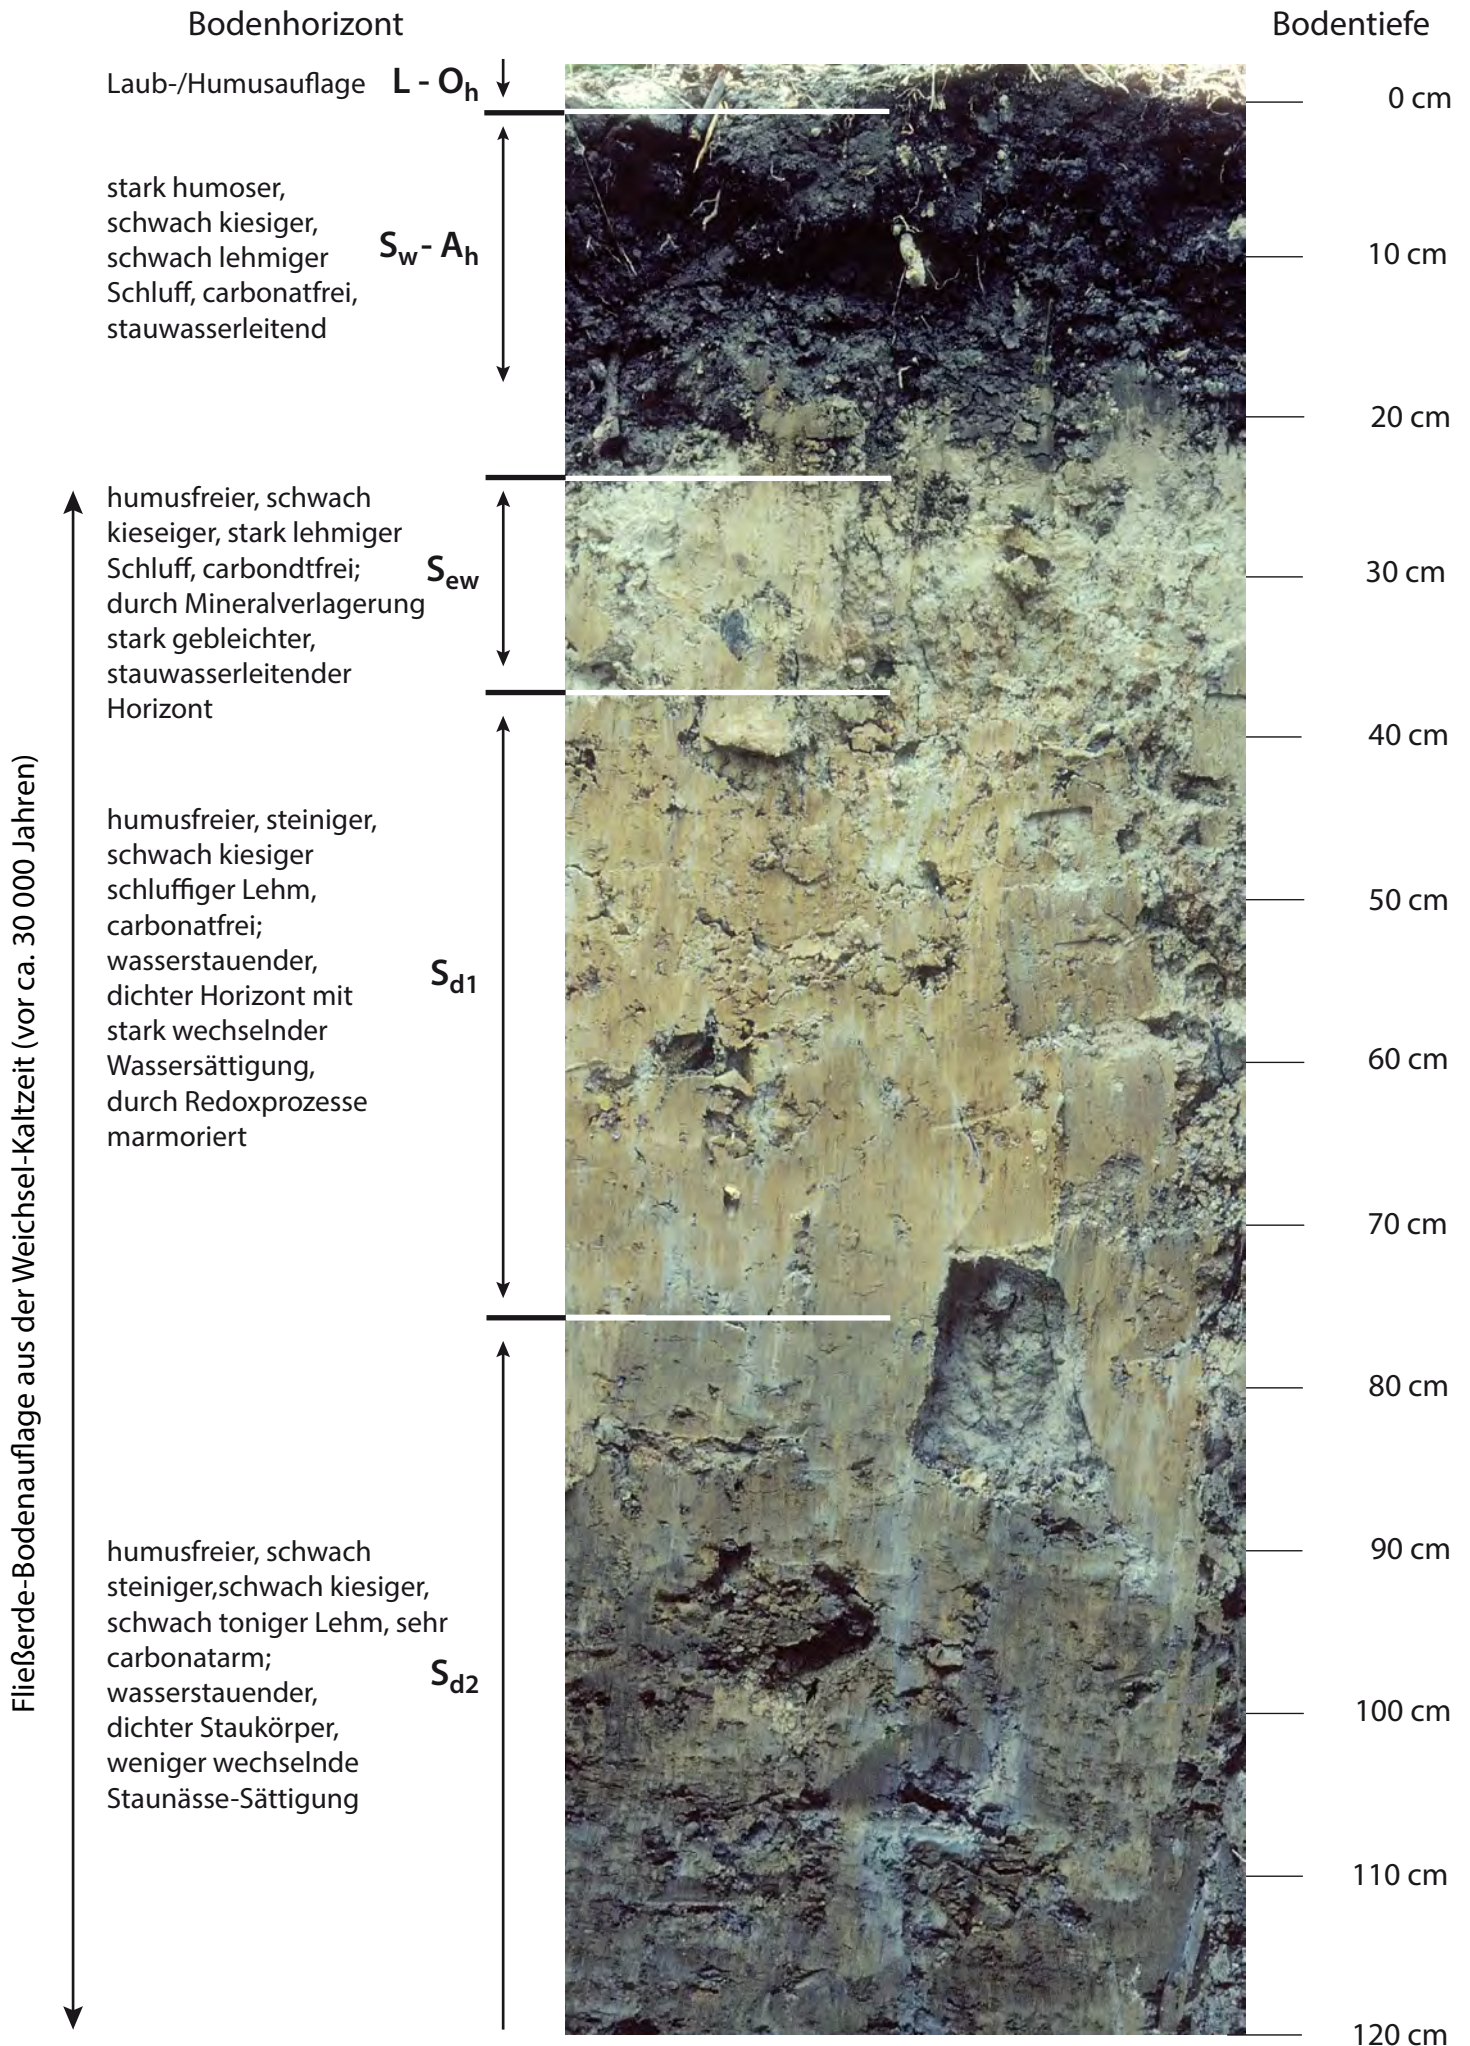 Bodenhorizont
Bodentiefe
Laub-/Humusauflage
L - Oh
0 cm
stark humoser,
schwach kiesiger,
schwach lehmiger
Schluff, carbonatfrei,
stauwasserleitend
Sw - Ah
10 cm
20 cm
humusfreier, schwach
kieseiger, stark lehmiger
Schluff, carbondtfrei;
durch Mineralverlagerung
stark gebleichter,
stauwasserleitender
Horizont
Sew
30 cm
40 cm
humusfreier, steiniger,
schwach kiesiger
schluffiger Lehm,
carbonatfrei;
wasserstauender,
dichter Horizont mit
stark wechselnder
Wassersättigung,
durch Redoxprozesse
marmoriert
Sd1
50 cm
60 cm
70 cm
80 cm
humusfreier, schwach
steiniger,schwach kiesiger,
schwach toniger Lehm, sehr
carbonatarm;
wasserstauender,
dichter Staukörper,
weniger wechselnde
Staunässe-Sättigung
Sd2
90 cm
100 cm
110 cm
120 cm
Fließerde-Bodenauflage aus der Weichsel-Kaltzeit (vor ca. 30 000 Jahren)